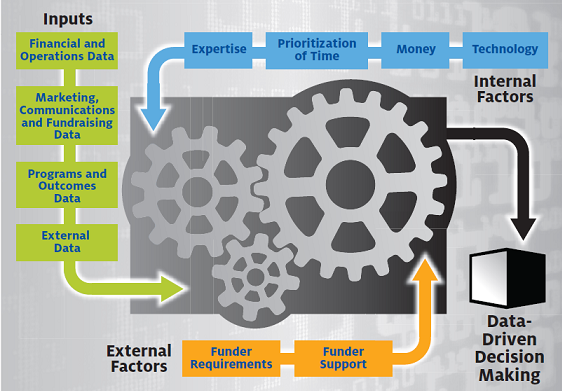 Inputs
Financial and
Operations Data
Marketing,
Communications
and Fundraising
Data
Programs and
Outcomes
Data
External
Data
Expertise
Prioritization
of Time
Money
Technology
Internal
Factors
External
Factors
Funder
Requirements
Funder
Support
Data-
Driven
Decision
Making